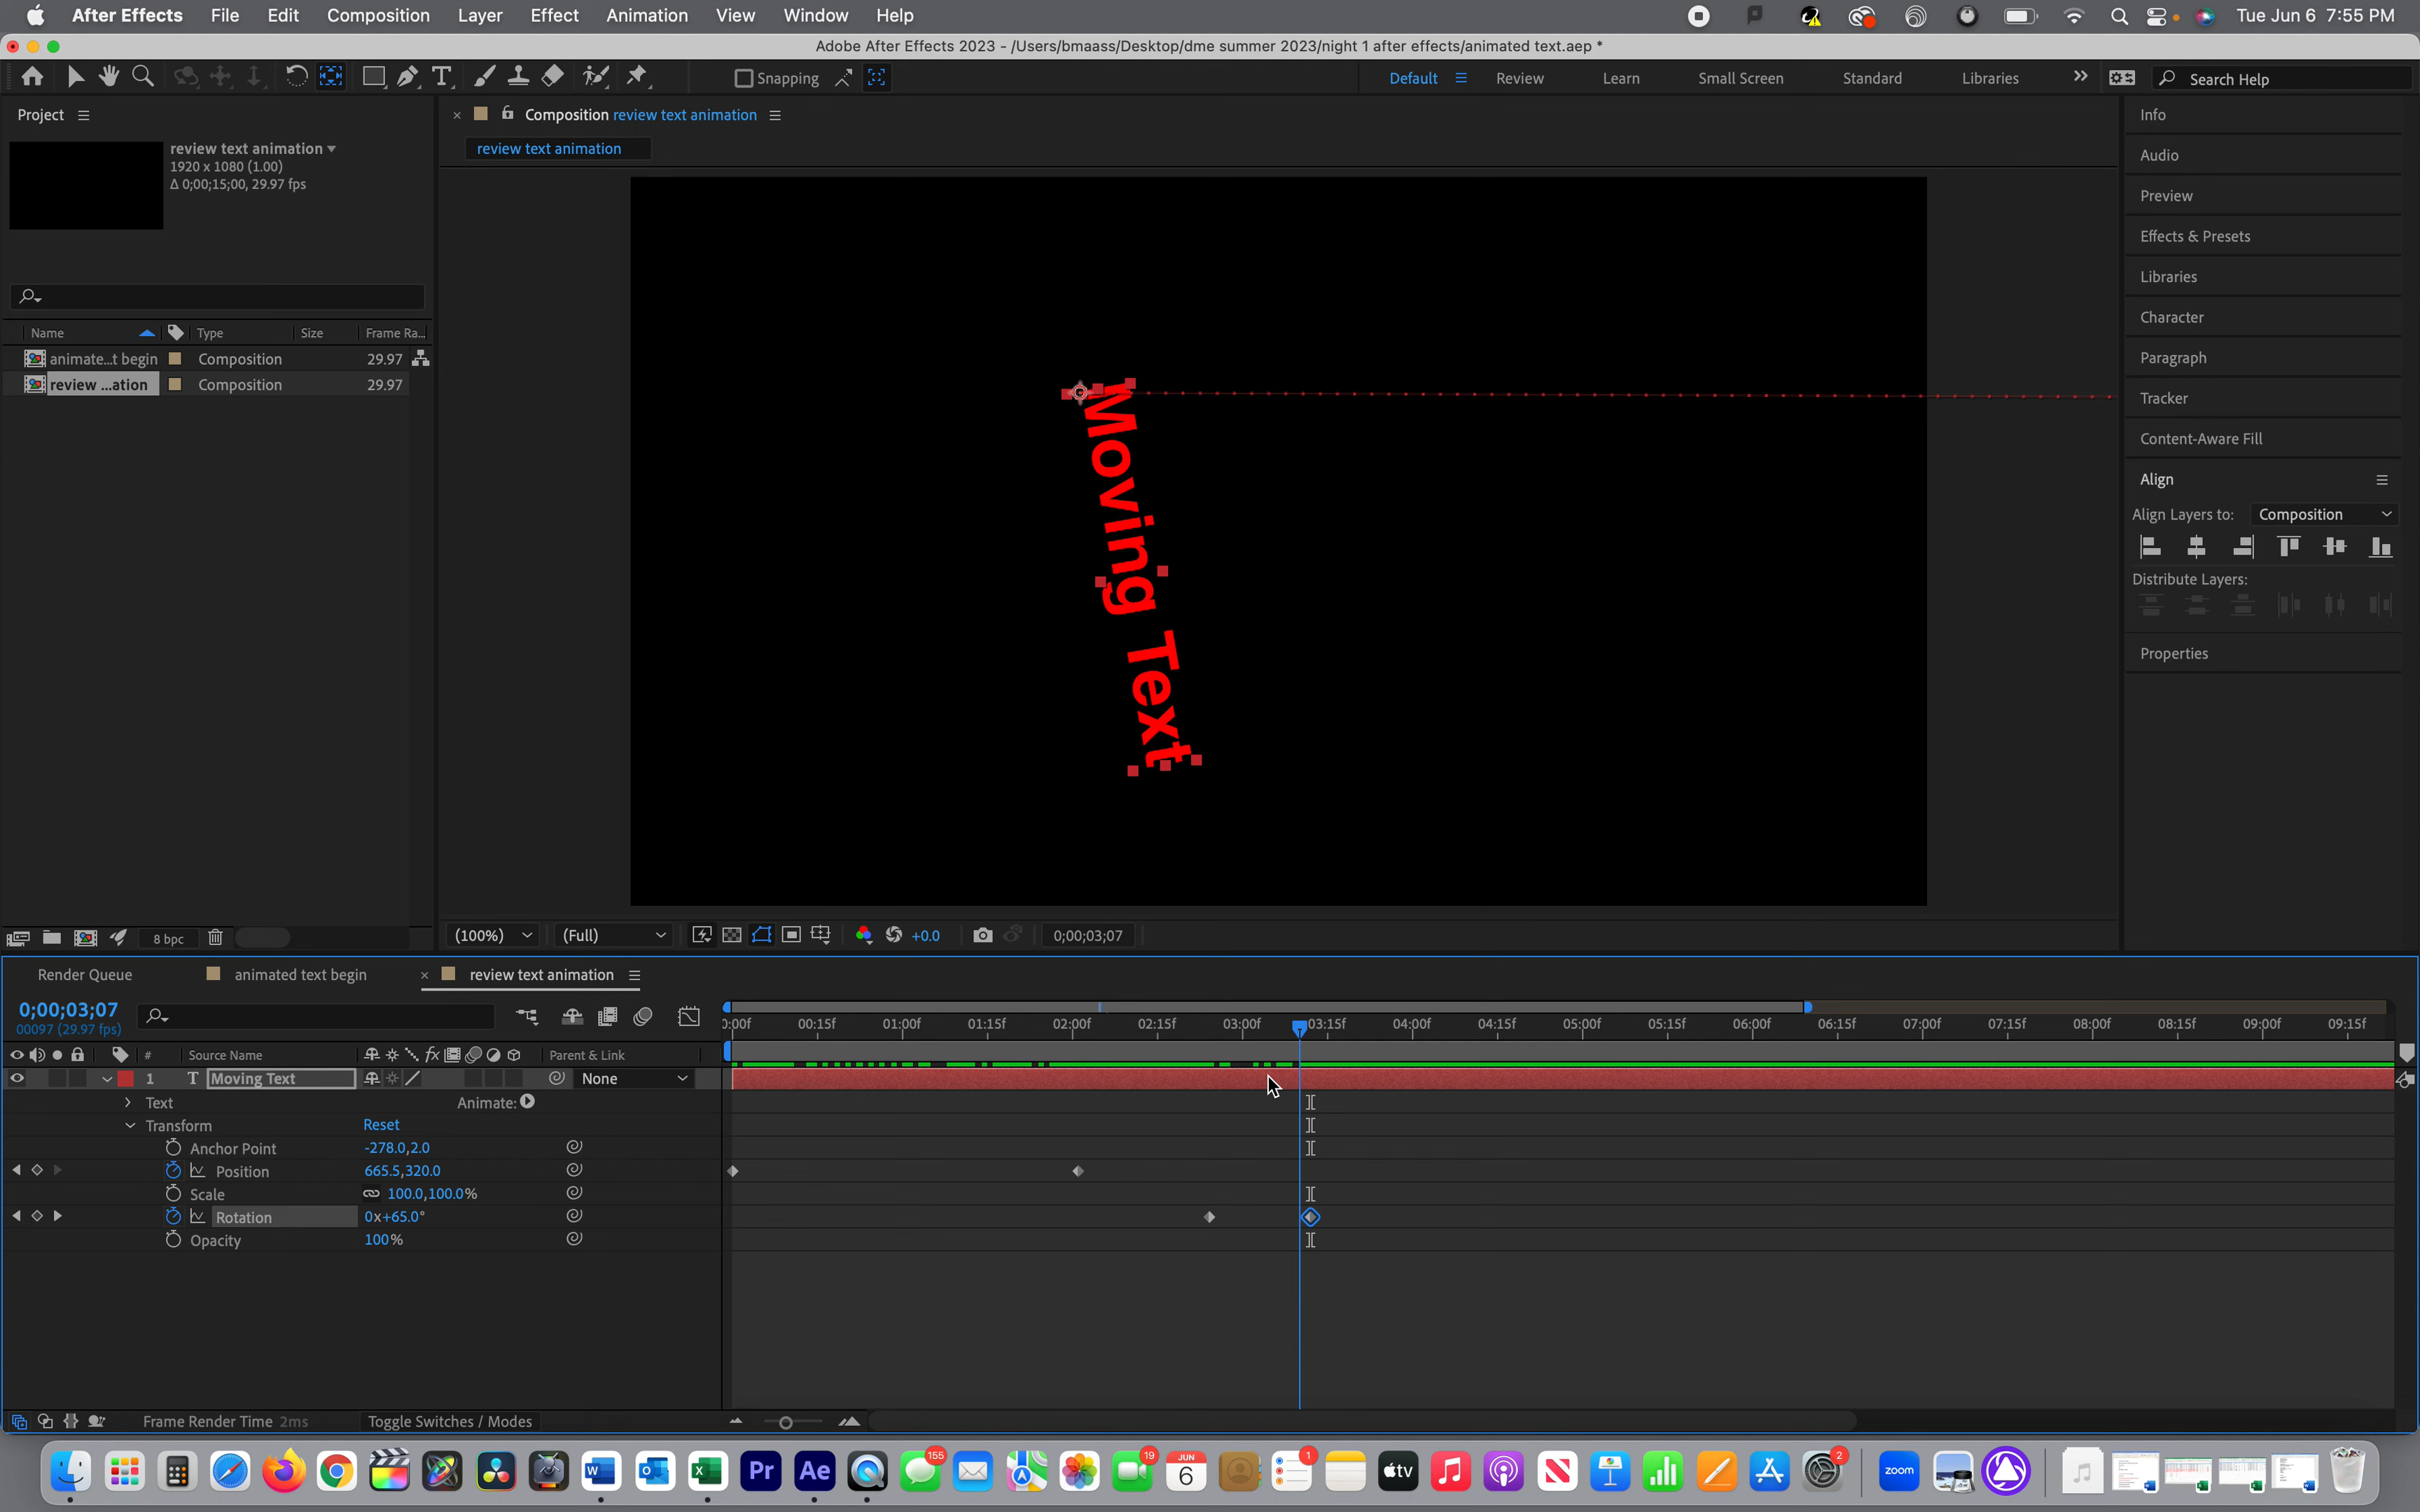 After Effects File Edit Composition Layer Effect Animation View Window Help Tue Jun 6 7:55 PM
Adobe After Effects 2023 - /Users/bmaass/Desktop/dme summer 2023/night 1 after effects/animated text.aep *
Snapping Default Review Learn Small Screen Standard Libraries Search Help
Project
review text animation
1920 x 1080 (1.00)
Δ 0;00;15;00, 29.97 fps
Name Type Size Frame Ra...
animate...t begin Composition 29.97
review ...ation Composition 29.97
8 bpc
Composition review text animation
review text animation
Moving Text
(100%) (Full) +0.0 0;00;03;07
Info
Audio
Preview
Effects & Presets
Libraries
Character
Paragraph
Tracker
Content-Aware Fill
Align
Align Layers to: Composition
Distribute Layers:
Properties
Render Queue animated text begin review text animation
0;00;03;07
00097 (29.97 fps)
0:00f 00:15f 01:00f 01:15f 02:00f 02:15f 03:00f 03:15f 04:00f 04:15f 05:00f 05:15f 06:00f 06:15f 07:00f 07:15f 08:00f 08:15f 09:00f 09:15f
# Source Name Parent & Link
1 T Moving Text None
Text Animate:
Transform Reset
Anchor Point -278.0,2.0
Position 665.5,320.0
Scale 100.0,100.0%
Rotation 0x+65.0°
Opacity 100%
Frame Render Time 2ms Toggle Switches / Modes
W X Pr Ae 155 19 JUN 6 1 tv 2 zoom